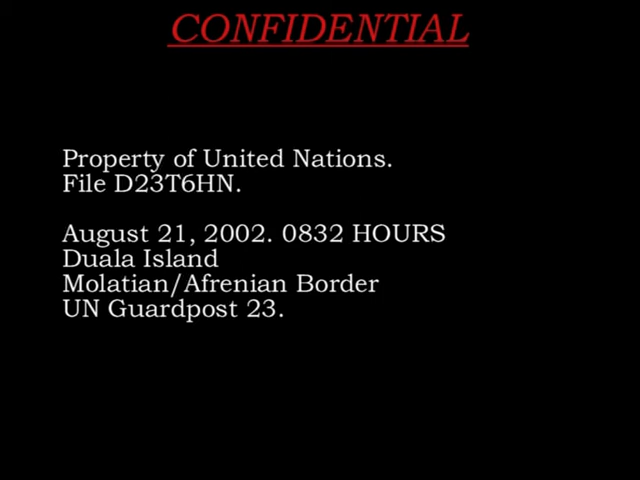 CONFIDENTIAL
Property of United Nations.
File D23T6HN.
August 21, 2002. 0832 HOURS
Duala Island
Molatian/Afrenian Border
UN Guardpost 23.